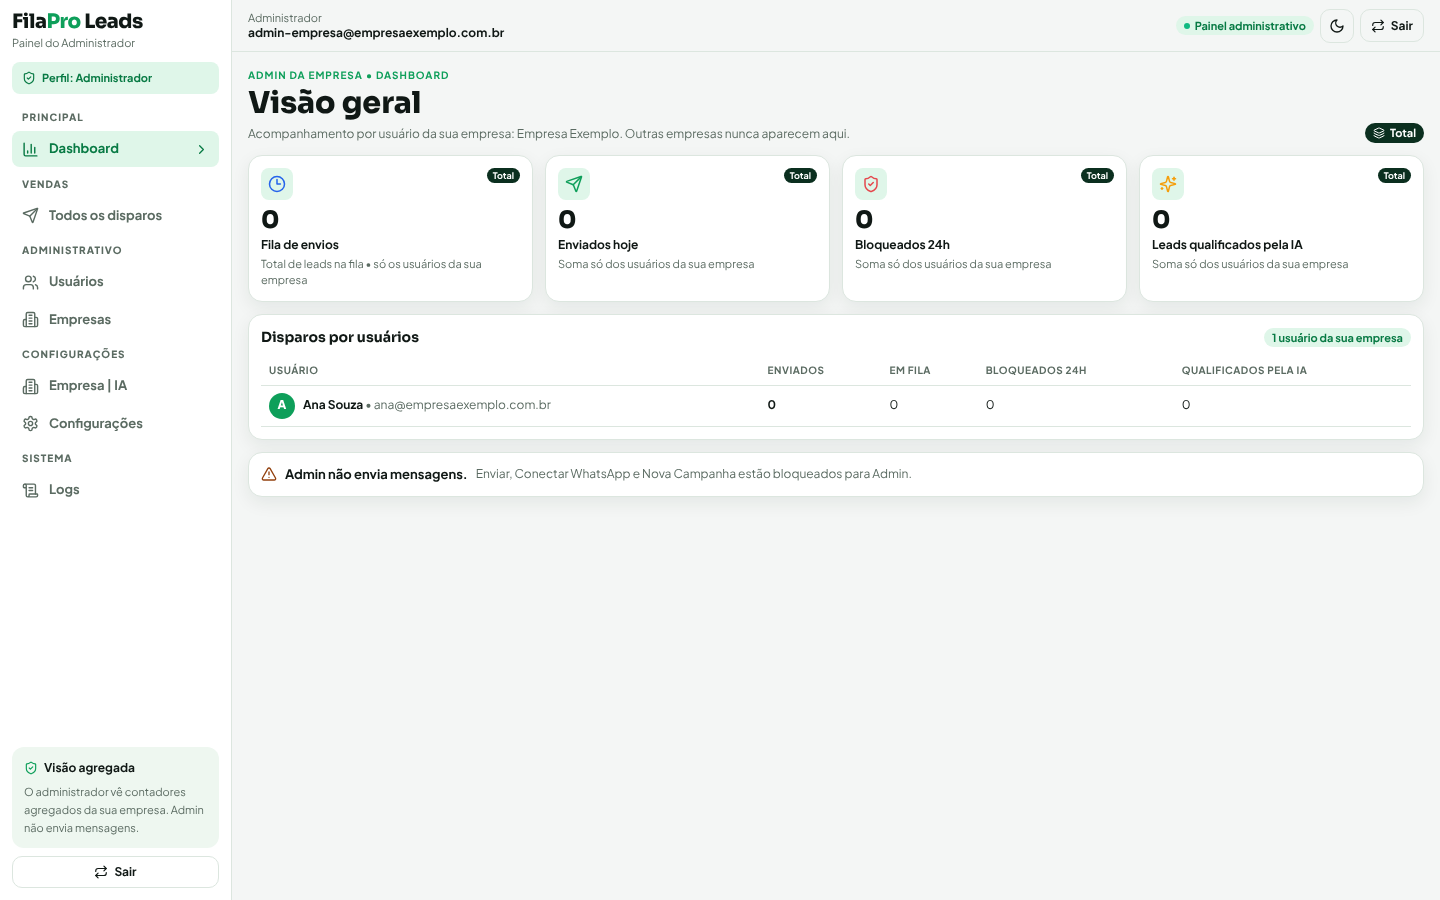 FilaPro Leads
Painel do Administrador
Perfil: Administrador
PRINCIPAL
Dashboard
VENDAS
Todos os disparos
ADMINISTRATIVO
Usuários
Empresas
CONFIGURAÇÕES
Empresa | IA
Configurações
SISTEMA
Logs
Visão agregada
O administrador vê contadores
agregados da sua empresa. Admin
não envia mensagens.
Sair
Administrador
admin-empresa@empresaexemplo.com.br
Painel administrativo
Sair
ADMIN DA EMPRESA • DASHBOARD
Visão geral
Acompanhamento por usuário da sua empresa: Empresa Exemplo. Outras empresas nunca aparecem aqui.
Total
Total
0
Fila de envios
Total de leads na fila • só os usuários da sua
empresa
Total
0
Enviados hoje
Soma só dos usuários da sua empresa
Total
0
Bloqueados 24h
Soma só dos usuários da sua empresa
Total
0
Leads qualificados pela IA
Soma só dos usuários da sua empresa
Disparos por usuários
1 usuário da sua empresa
USUÁRIO ENVIADOS EM FILA BLOQUEADOS 24H QUALIFICADOS PELA IA
A Ana Souza • ana@empresaexemplo.com.br 0 0 0 0
Admin não envia mensagens. Enviar, Conectar WhatsApp e Nova Campanha estão bloqueados para Admin.